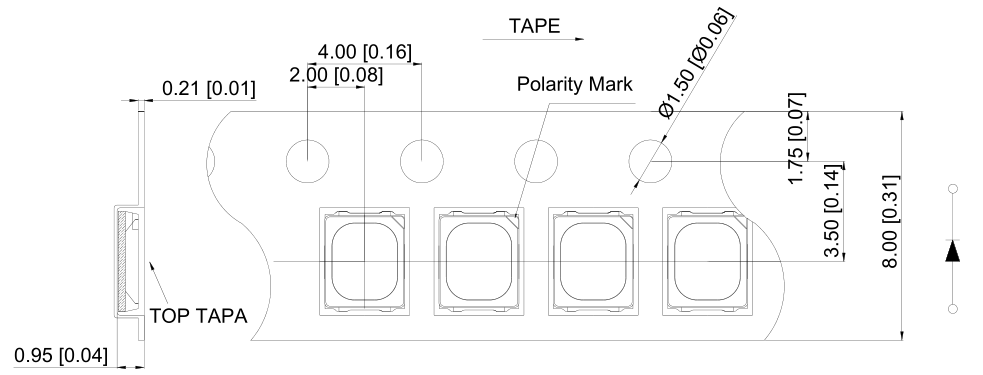 TAPE
4.00 [0.16]
2.00 [0.08]
0.21 [0.01]
Polarity Mark
Ø1.50 [Ø0.06]
1.75 [0.07]
3.50 [0.14]
8.00 [0.31]
TOP TAPA
0.95 [0.04]